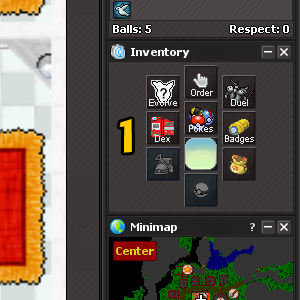 Balls: 5 Respect: 0
Inventory
Evolve Order Duel
Dex Pokes Badges
1
Minimap ?
Center